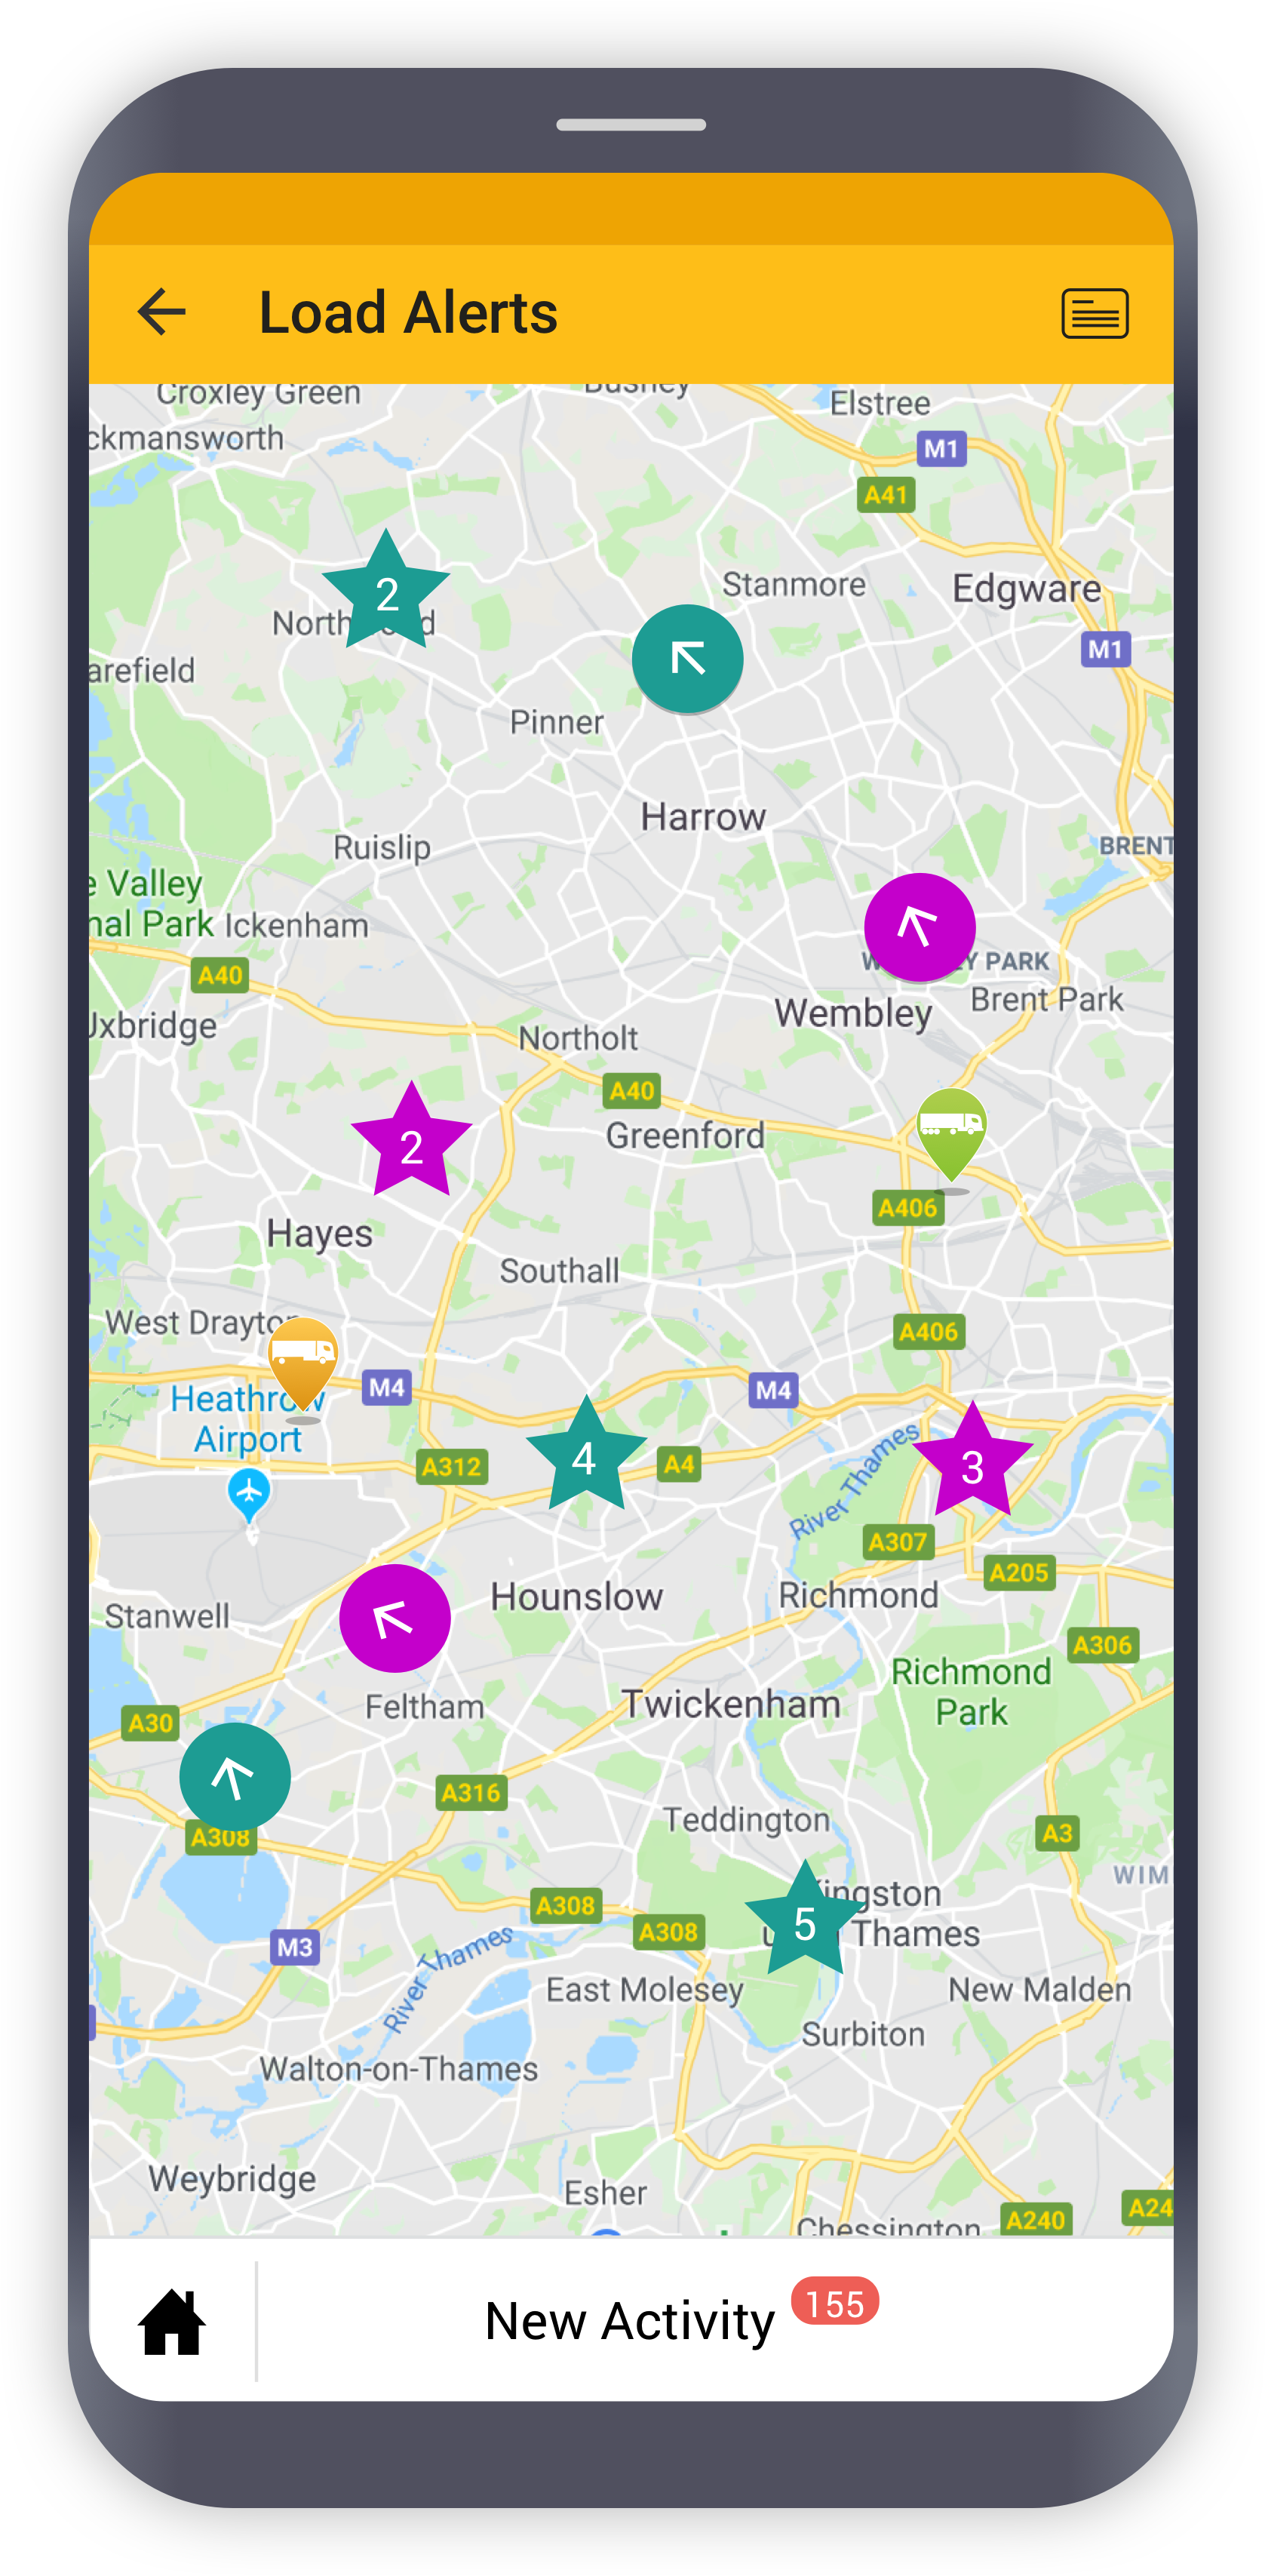 Load Alerts
Croxley Green
Bushey
Elstree
ckmansworth
M1
A41
2
Stanmore
Edgware
North
d
M1
arefield
Pinner
Harrow
Ruislip
BRENT
e Valley
nal Park
Ickenham
W
Y PARK
A40
Brent Park
Wembley
Uxbridge
Northolt
A40
2
Greenford
A406
Hayes
Southall
West Drayton
A406
M4
M4
Heathrow
Airport
River Thames
4
A4
A312
3
A307
A205
Hounslow
Richmond
Stanwell
A306
Richmond
Park
Feltham
Twickenham
A30
A316
Teddington
A308
A3
WIM
Kingston
A308
5
u
Thames
A308
M3
River Thames
East Molesey
New Malden
Surbiton
Walton-on-Thames
Weybridge
Esher
A24
A240
Chessington
New Activity
155